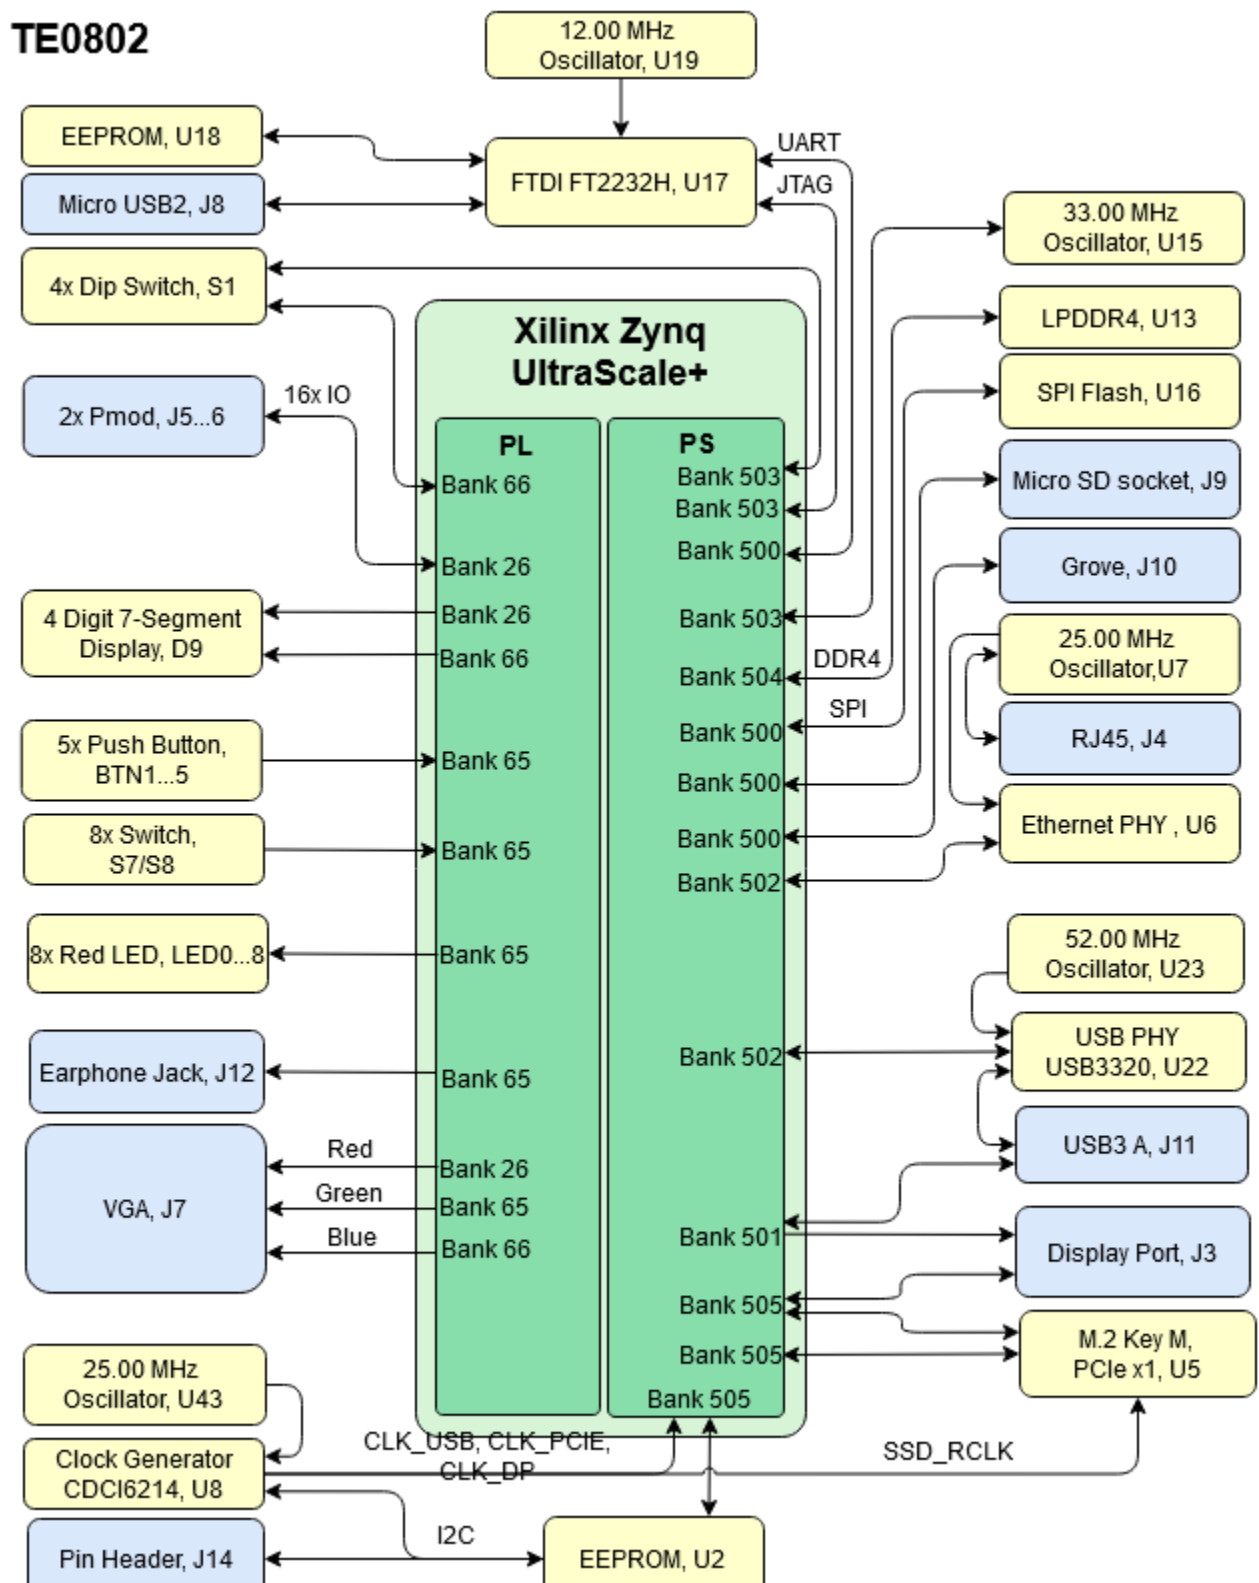 TE0802
12.00 MHz
Oscillator, U19
EEPROM, U18
Micro USB2, J8
4x Dip Switch, S1
2x Pmod, J5...6
16x IO
FTDI FT2232H, U17
UART
JTAG
33.00 MHz
Oscillator, U15
LPDDR4, U13
SPI Flash, U16
Micro SD socket, J9
Grove, J10
25.00 MHz
Oscillator,U7
RJ45, J4
Ethernet PHY , U6
52.00 MHz
Oscillator, U23
USB PHY
USB3320, U22
USB3 A, J11
Display Port, J3
M.2 Key M,
PCIe x1, U5
Xilinx Zynq
UltraScale+
PL
Bank 66
Bank 26
Bank 26
Bank 66
Bank 65
Bank 65
Bank 65
Bank 65
Bank 26
Bank 65
Bank 66
PS
Bank 503
Bank 503
Bank 500
Bank 503
Bank 504
Bank 500
Bank 500
Bank 500
Bank 502
Bank 502
Bank 501
Bank 505
Bank 505
Bank 505
DDR4
SPI
4 Digit 7-Segment
Display, D9
5x Push Button,
BTN1...5
8x Switch,
S7/S8
8x Red LED, LED0...8
Earphone Jack, J12
VGA, J7
Red
Green
Blue
25.00 MHz
Oscillator, U43
Clock Generator
CDCI6214, U8
Pin Header, J14
CLK_USB, CLK_PCIE,
CLK_DP
SSD_RCLK
I2C
EEPROM, U2